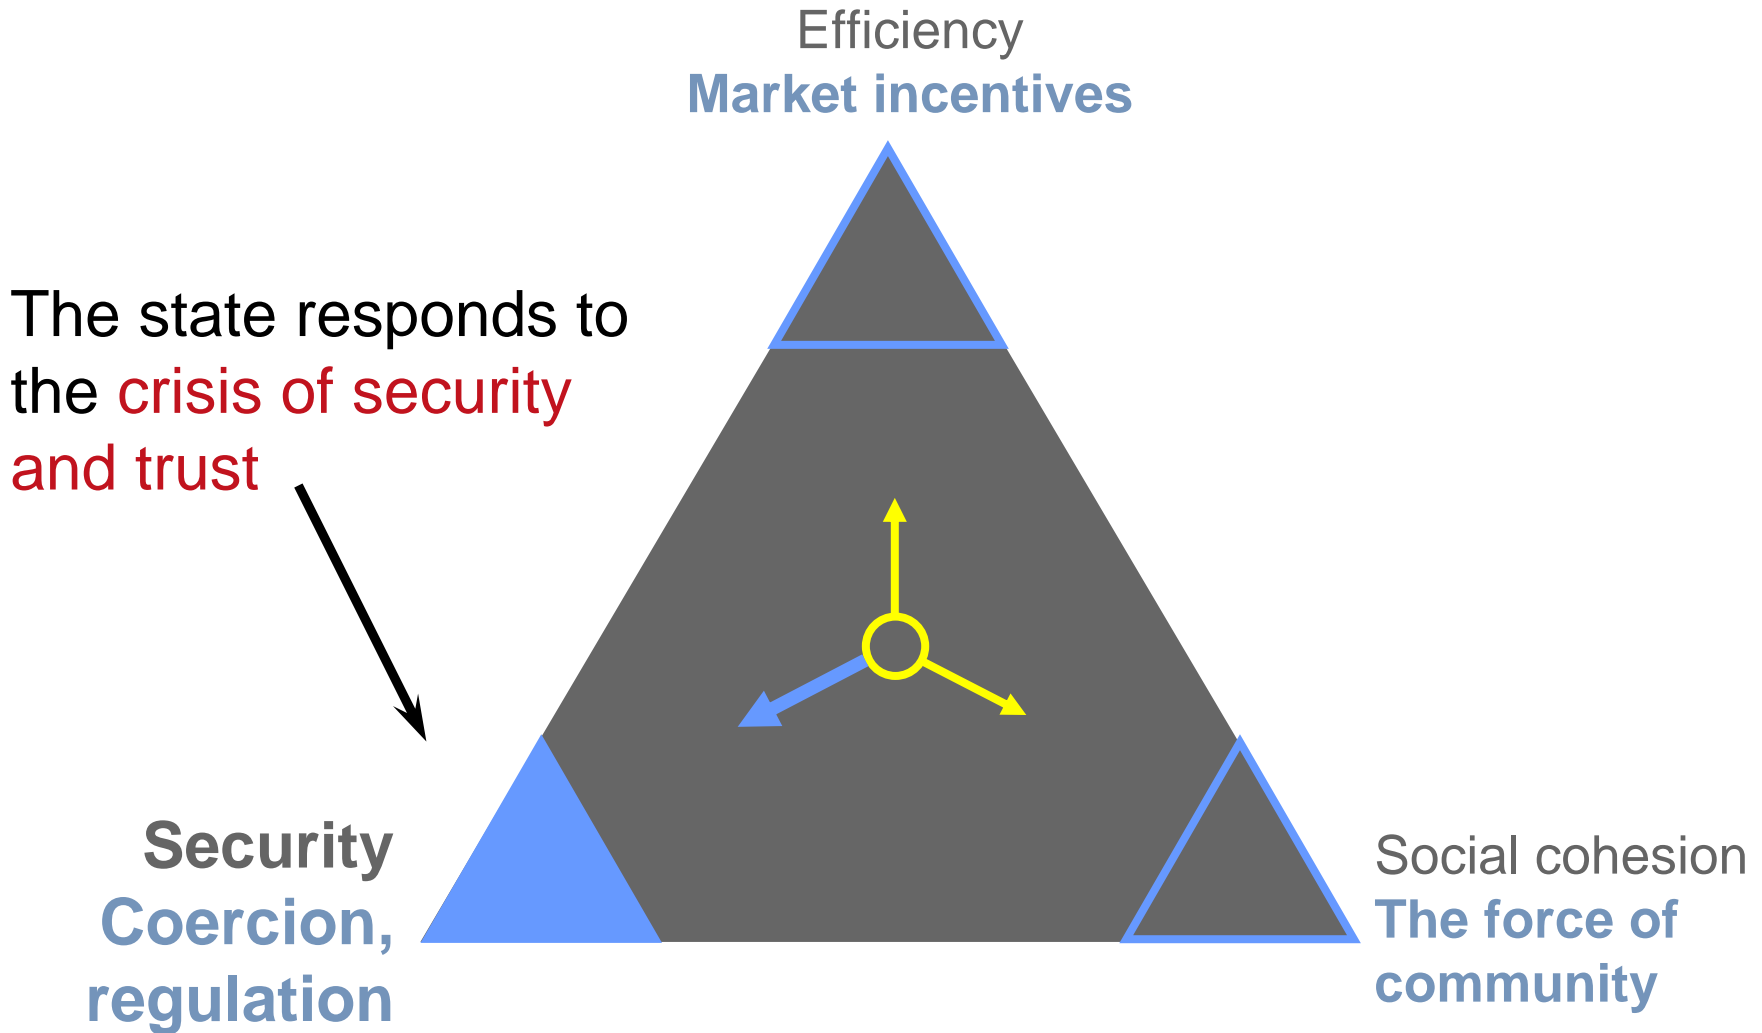 Efficiency
Market incentives
The state responds to
the crisis of security
and trust
Security
Coercion,
regulation
Social cohesion
The force of
community